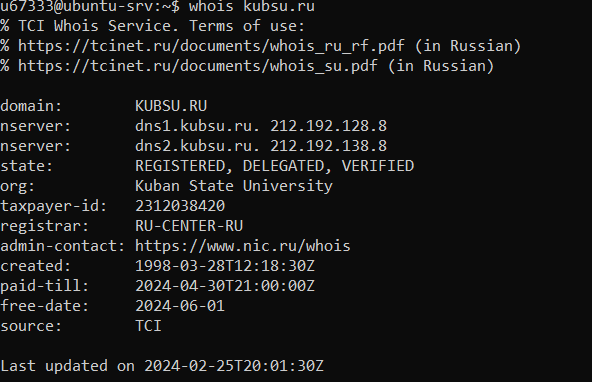 u67333@ubuntu-srv:~$ whois kubsu.ru
% TCI Whois Service. Terms of use:
% https://tcinet.ru/documents/whois_ru_rf.pdf (in Russian)
% https://tcinet.ru/documents/whois_su.pdf (in Russian)

domain:        KUBSU.RU
nserver:       dns1.kubsu.ru. 212.192.128.8
nserver:       dns2.kubsu.ru. 212.192.138.8
state:         REGISTERED, DELEGATED, VERIFIED
org:           Kuban State University
taxpayer-id:   2312038420
registrar:     RU-CENTER-RU
admin-contact: https://www.nic.ru/whois
created:       1998-03-28T12:18:30Z
paid-till:     2024-04-30T21:00:00Z
free-date:     2024-06-01
source:        TCI

Last updated on 2024-02-25T20:01:30Z